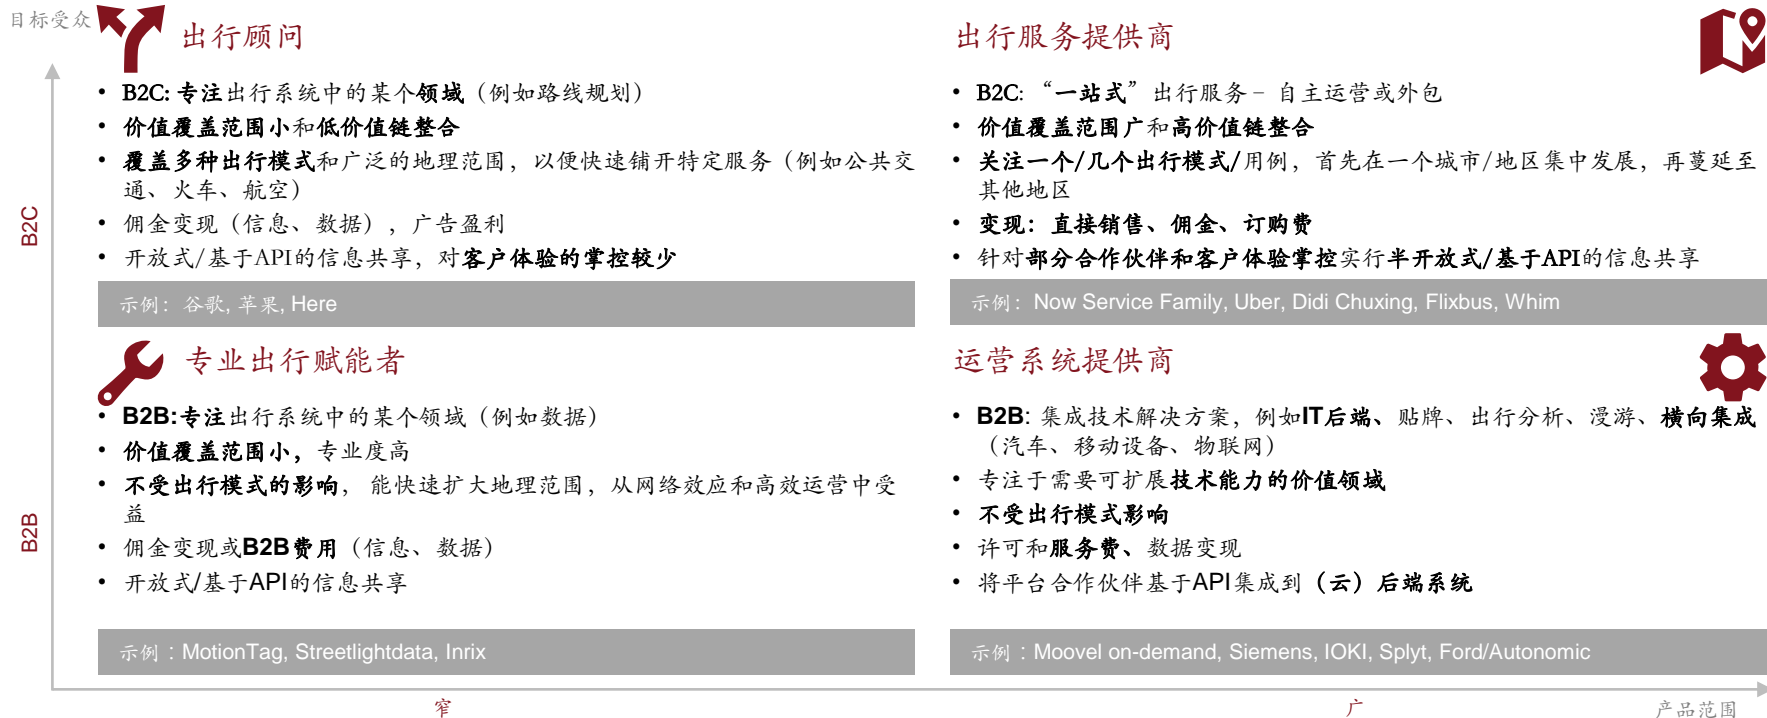 目标受众
出行顾问
• B2C: 专注出行系统中的某个领域（例如路线规划）
• 价值覆盖范围小和低价值链整合
• 覆盖多种出行模式和广泛的地理范围，以便快速铺开特定服务（例如公共交
通、火车、航空）
• 佣金变现（信息、数据）, 广告盈利
• 开放式/基于API的信息共享，对客户体验的掌控较少
示例：谷歌, 苹果, Here
出行服务提供商
• B2C: “一站式”出行服务 – 自主运营或外包
• 价值覆盖范围广和高价值链整合
• 关注一个/几个出行模式/用例，首先在一个城市/地区集中发展，再蔓延至
其他地区
• 变现：直接销售、佣金、订购费
• 针对部分合作伙伴和客户体验掌控实行半开放式/基于API的信息共享
示例：Now Service Family, Uber, Didi Chuxing, Flixbus, Whim
B2C
专业出行赋能者
• B2B:专注出行系统中的某个领域（例如数据）
• 价值覆盖范围小，专业度高
• 不受出行模式的影响，能快速扩大地理范围，从网络效应和高效运营中受
益
• 佣金变现或B2B费用（信息、数据）
• 开放式/基于API的信息共享
示例：MotionTag, Streetlightdata, Inrix
运营系统提供商
• B2B: 集成技术解决方案，例如IT后端、贴牌、出行分析、漫游、横向集成
（汽车、移动设备、物联网）
• 专注于需要可扩展技术能力的价值领域
• 不受出行模式影响
• 许可和服务费、数据变现
• 将平台合作伙伴基于API集成到（云）后端系统
示例：Moovel on-demand, Siemens, IOKI, Splyt, Ford/Autonomic
B2B
窄
广
产品范围